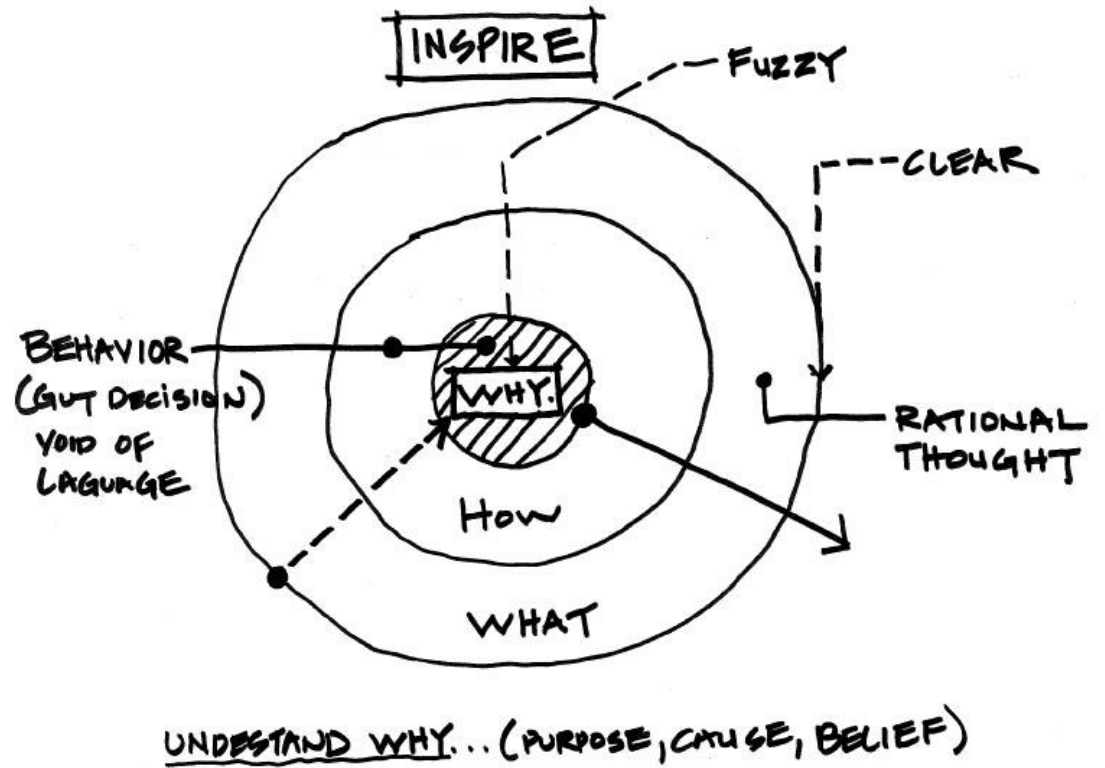 INSPIRE
FUZZY
CLEAR
BEHAVIOR
(GUT DECISION)
VOID OF
LAGUAGE
WHY.
RATIONAL
THOUGHT
HOW
WHAT
UNDESTAND WHY... (PURPOSE, CAUSE, BELIEF)